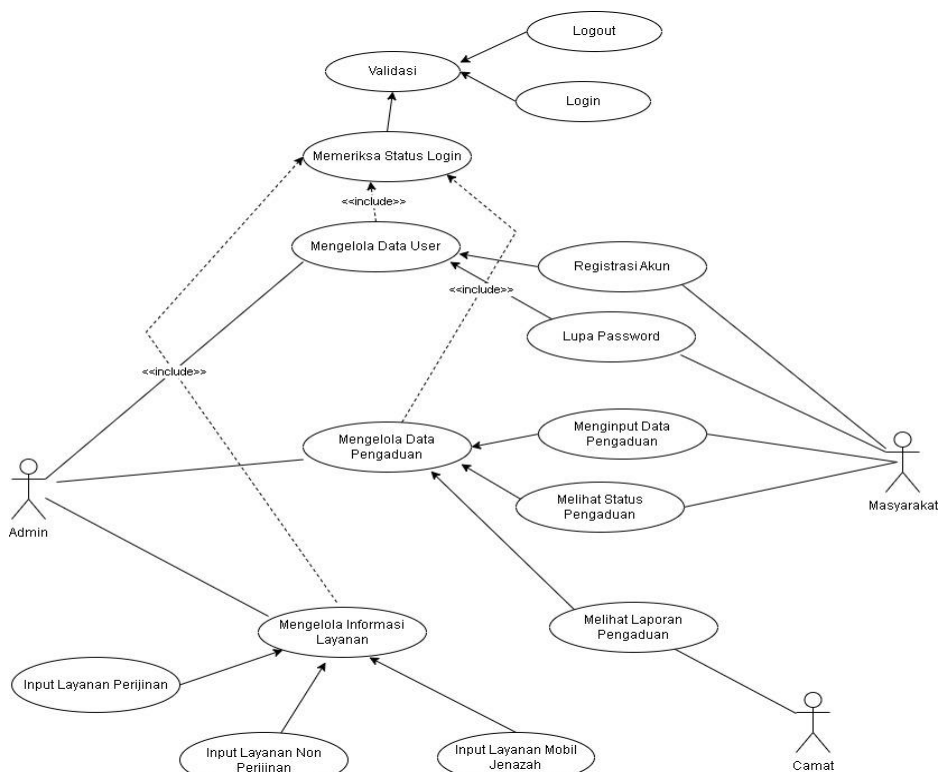 Logout
Validasi
Login
Memeriksa Status Login
<<include>>
Mengelola Data User
Registrasi Akun
<<include>>
Lupa Password
<<include>>
Mengelola Data
Pengaduan
Menginput Data
Pengaduan
Melihat Status
Pengaduan
Admin
Masyarakat
Mengelola Informasi
Layanan
Melihat Laporan
Pengaduan
Input Layanan Perijinan
Input Layanan Non
Perijinan
Input Layanan Mobil
Jenazah
Camat